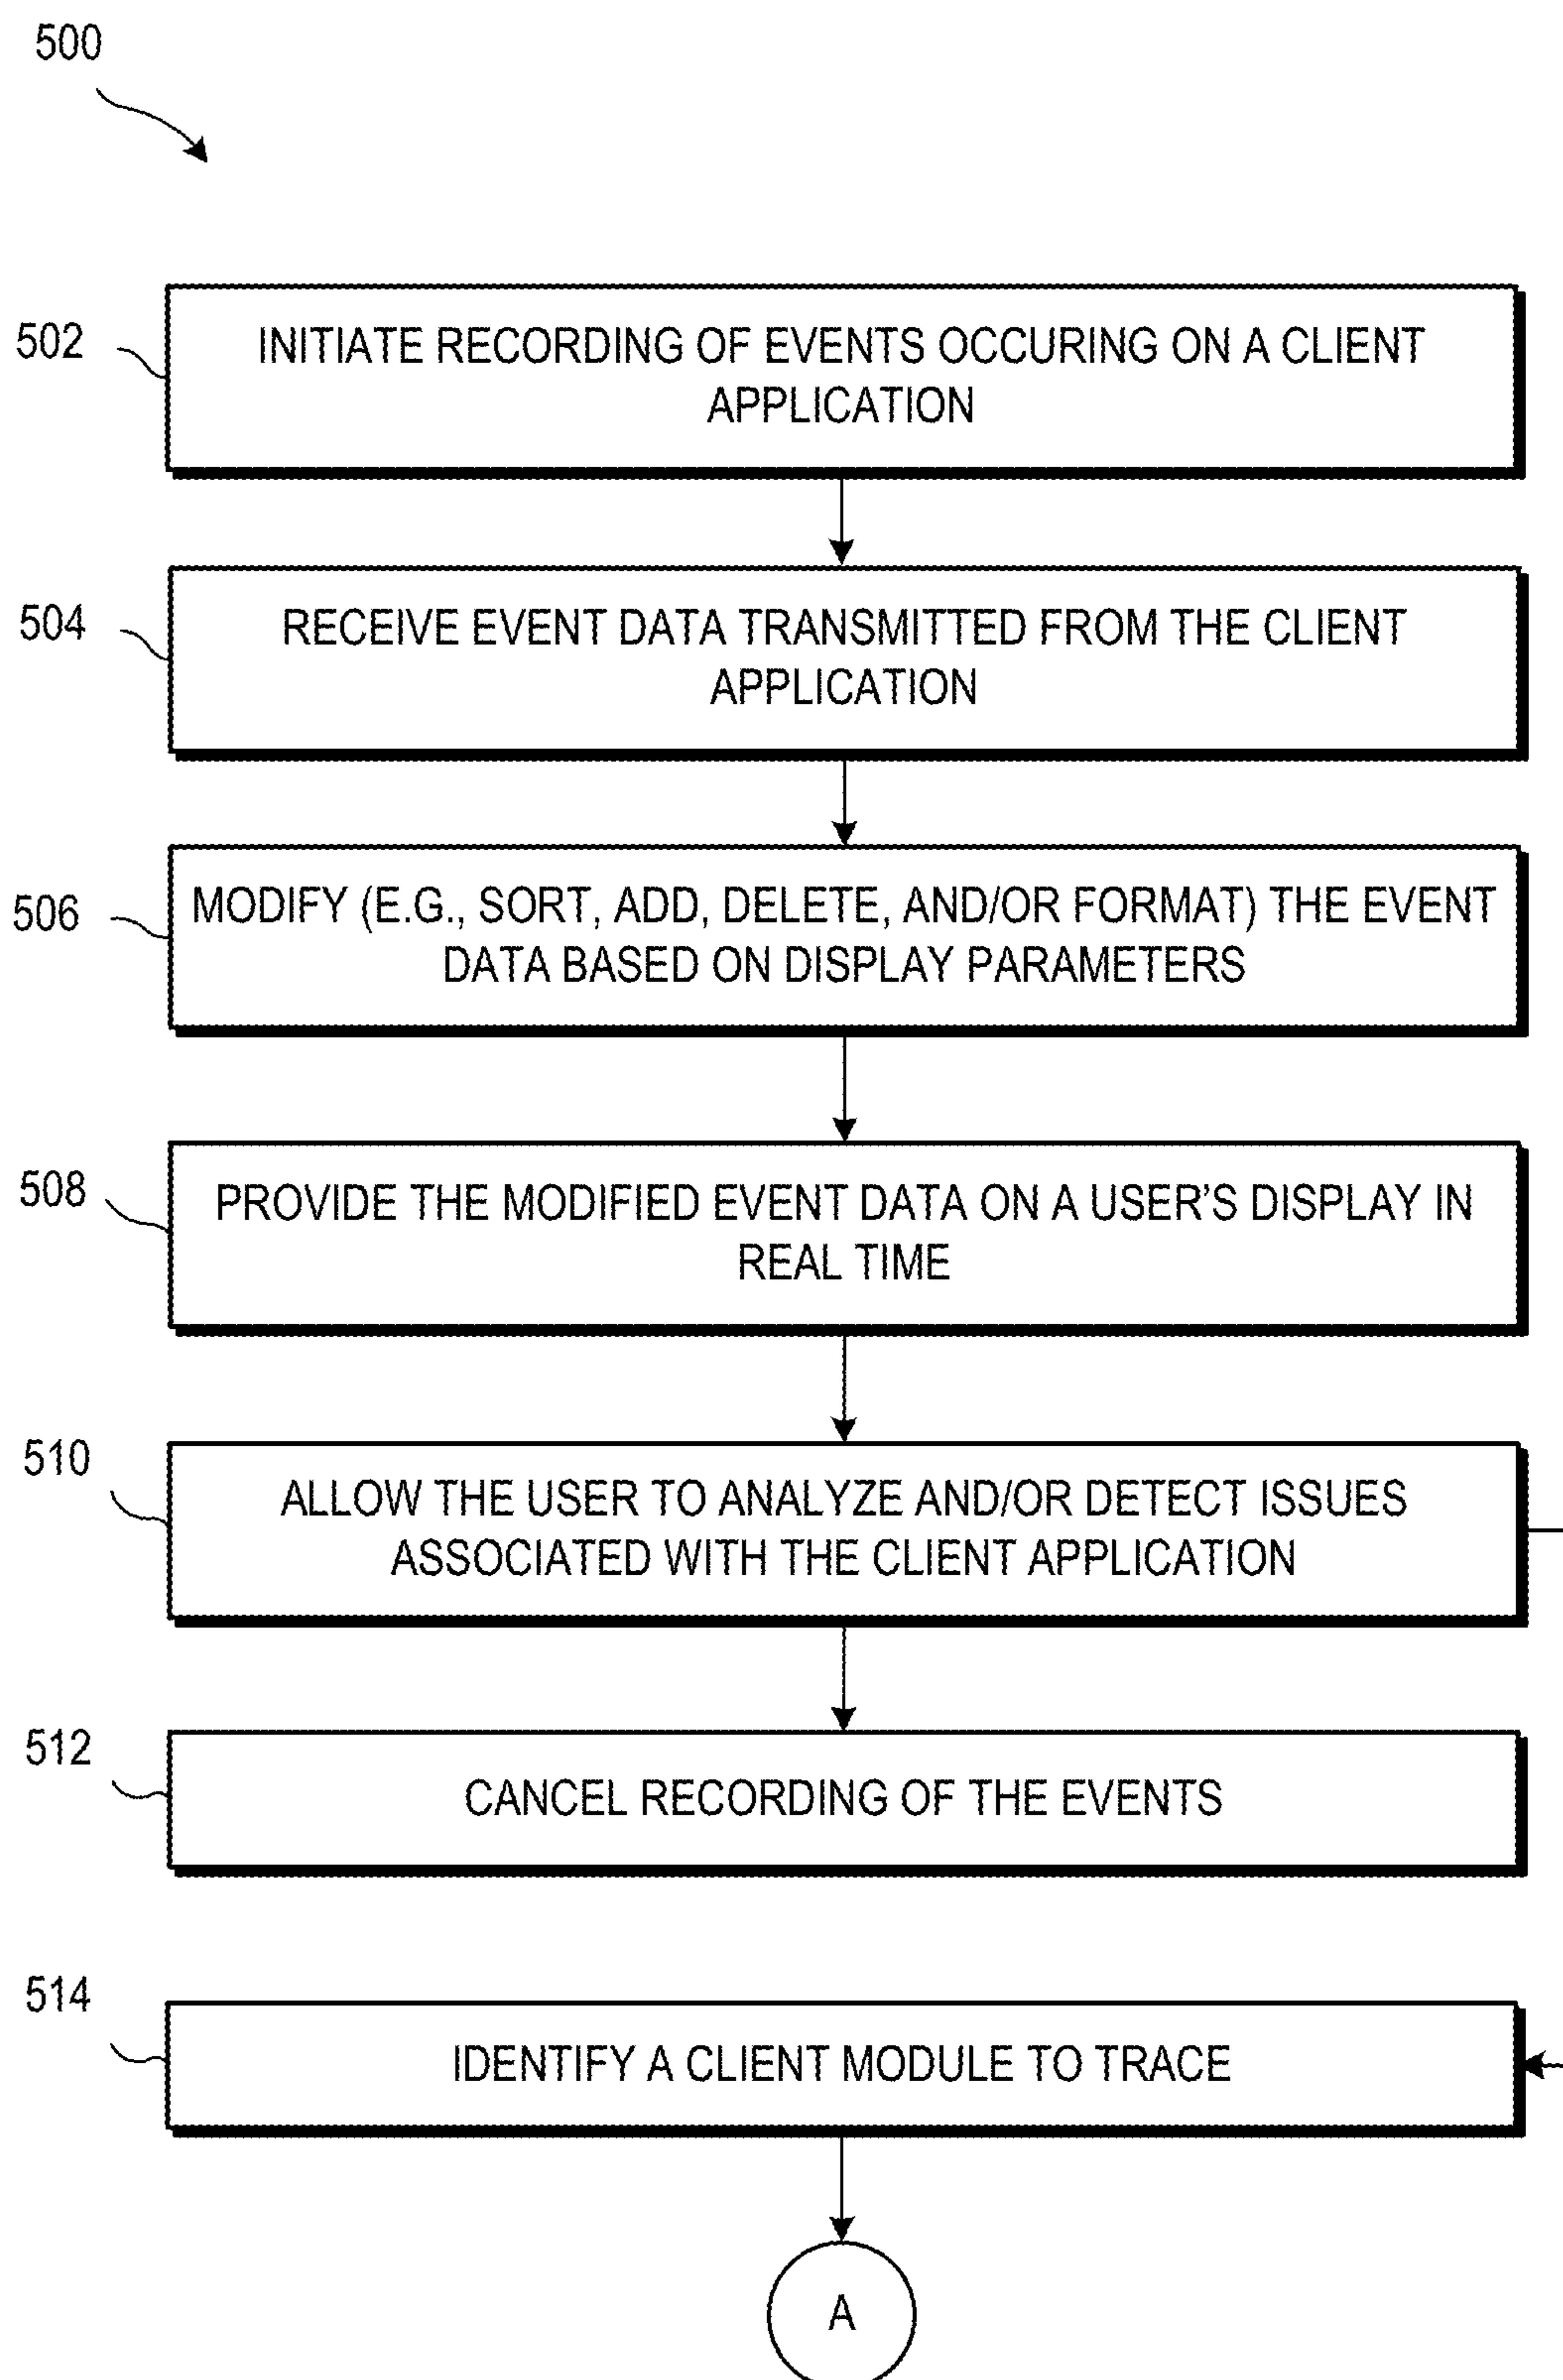 500
502
INITIATE RECORDING OF EVENTS OCCURING ON A CLIENT
APPLICATION
504
RECEIVE EVENT DATA TRANSMITTED FROM THE CLIENT
APPLICATION
506
MODIFY (E.G., SORT, ADD, DELETE, AND/OR FORMAT) THE EVENT
DATA BASED ON DISPLAY PARAMETERS
508
PROVIDE THE MODIFIED EVENT DATA ON A USER'S DISPLAY IN
REAL TIME
510
ALLOW THE USER TO ANALYZE AND/OR DETECT ISSUES
ASSOCIATED WITH THE CLIENT APPLICATION
512
CANCEL RECORDING OF THE EVENTS
514
IDENTIFY A CLIENT MODULE TO TRACE
A